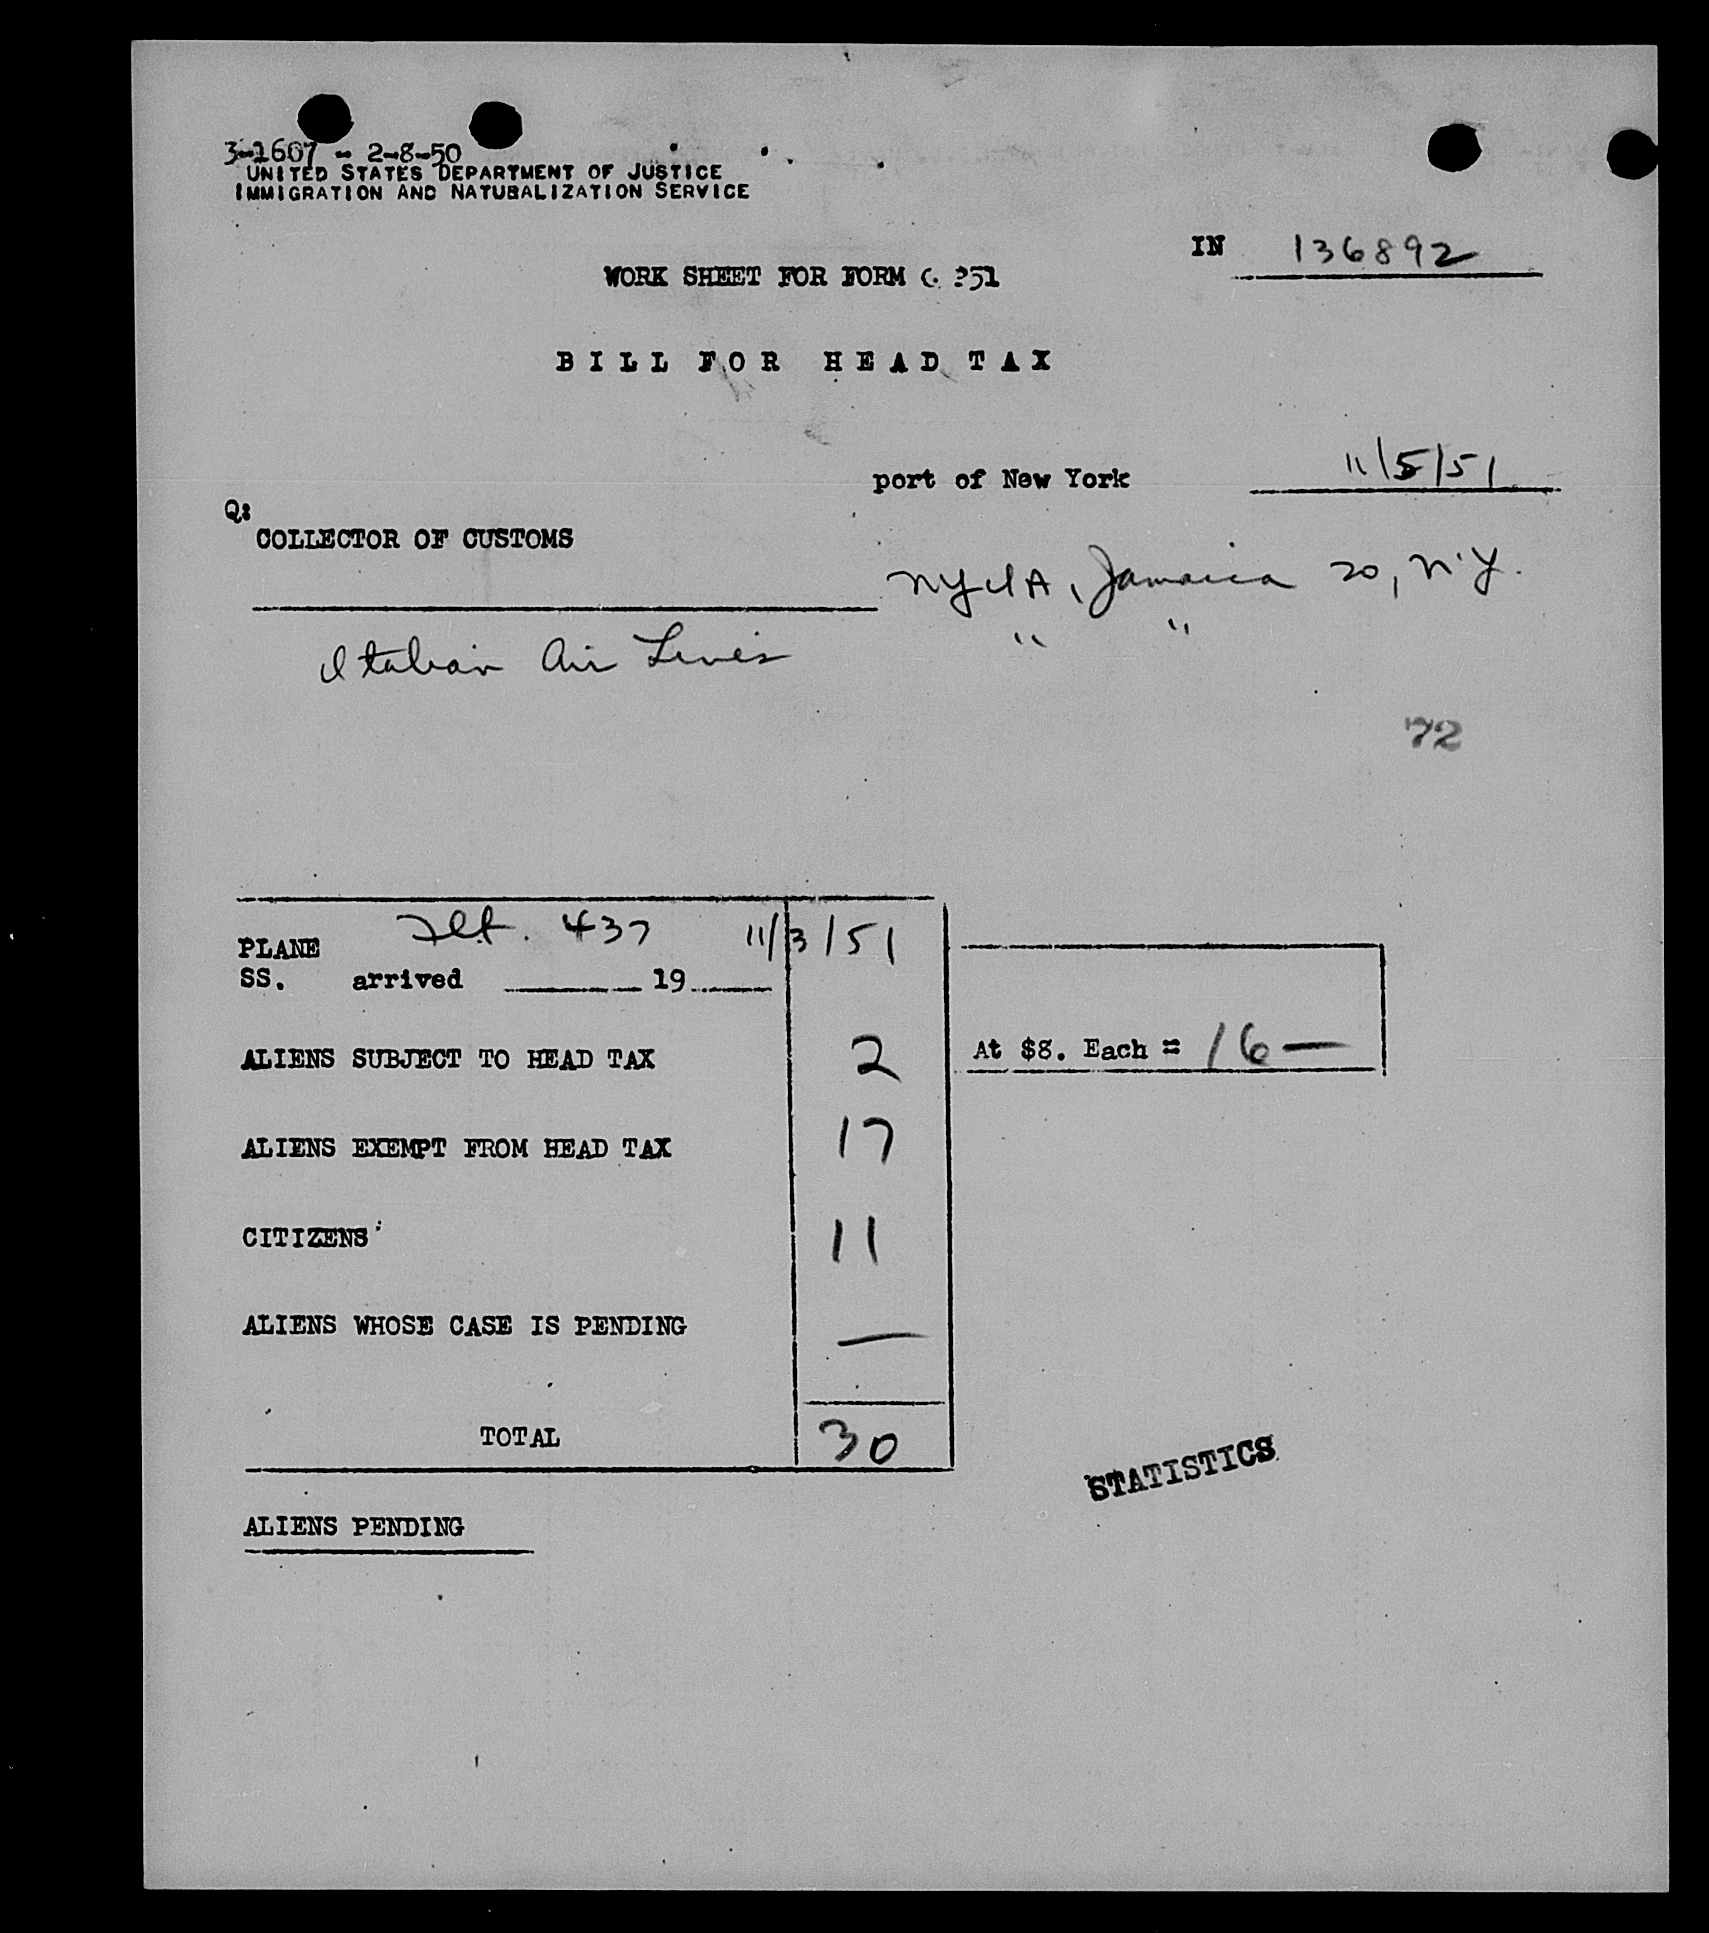 3-1607 - 2-8-50
UNITED STATES DEPARTMENT OF JUSTICE
IMMIGRATION AND NATURALIZATION SERVICE
IN 136892
WORK SHEET FOR FORM 351
BILL FOR HEAD TAX
port of New York 11/5/51
Q:
COLLECTOR OF CUSTOMS
NYIA, Jamaica 20, N.Y.
Italian Air Lines " "
72
Flt. 437 11/3/51
PLANE
SS. arrived 19
ALIENS SUBJECT TO HEAD TAX 2 At $8. Each = 16 —
ALIENS EXEMPT FROM HEAD TAX 17
CITIZENS 11
ALIENS WHOSE CASE IS PENDING —
TOTAL 30
STATISTICS
ALIENS PENDING